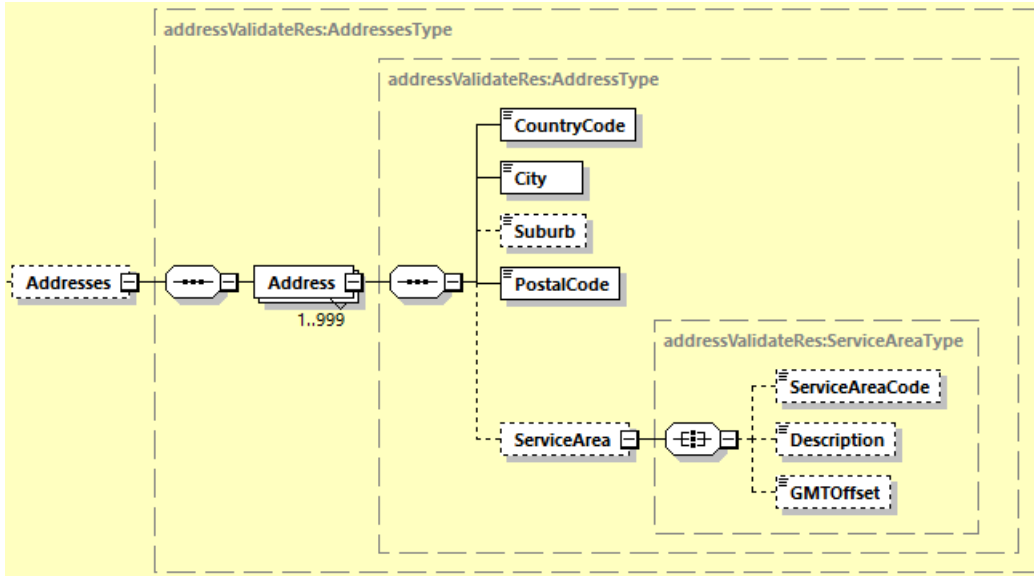 addressValidateRes:AddressesType
addressValidateRes:AddressType
CountryCode
City
Suburb
Addresses
Address
PostalCode
1..999
addressValidateRes:ServiceAreaType
ServiceAreaCode
ServiceArea
Description
GMTOffset